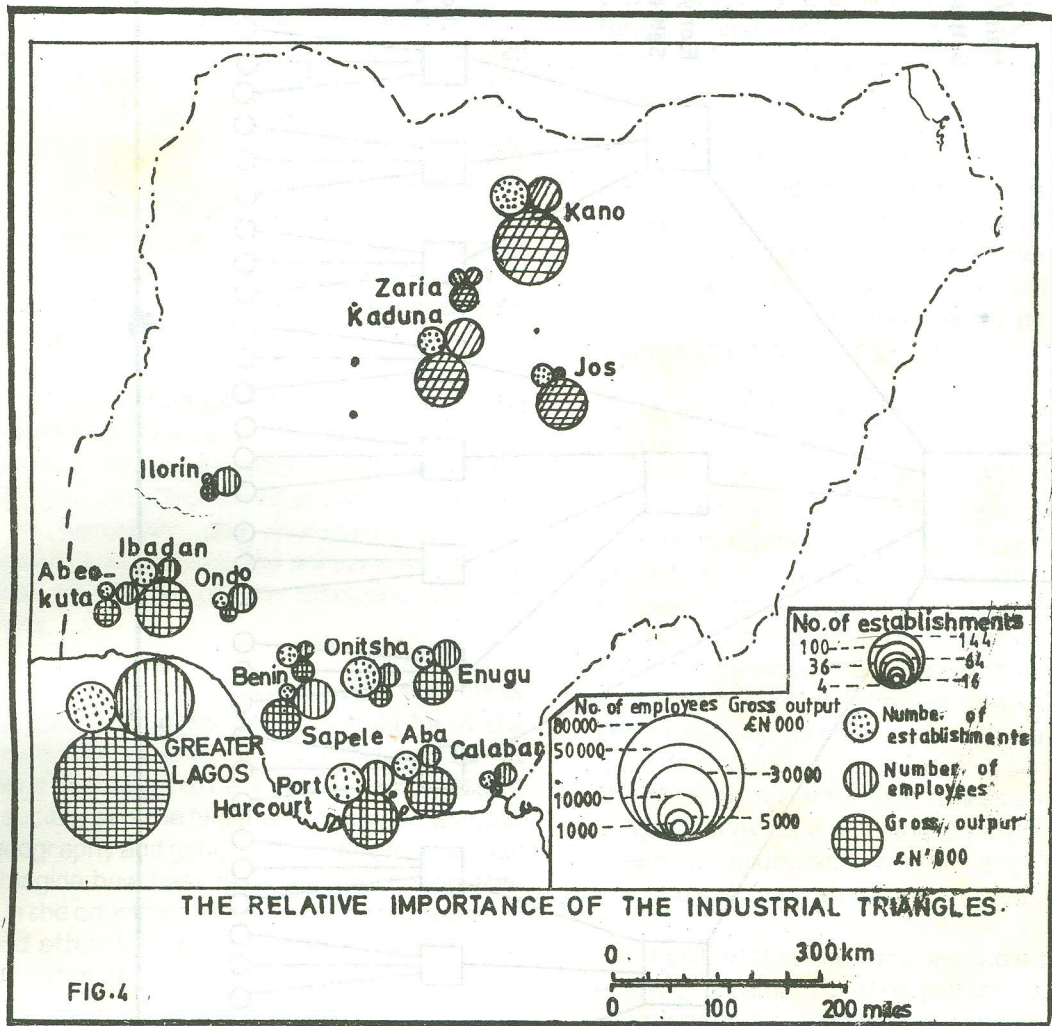 Kano
Zaria
Kaduna
Jos
Ilorin
Ibadan
Abeo-
kuta
Ondo
Onitsha
Benin
Enugu
Sapele
Aba
Calabar
GREATER
LAGOS
Port
Harcourt
No. of establishments
100
144
36
64
4
16
No. of employees
Gross output
£N 000
80000
50000
30000
10000
5000
1000
Number of
establishments
Number of
employees
Gross output
£N'000
THE RELATIVE IMPORTANCE OF THE INDUSTRIAL TRIANGLES.
0 300km
0 100 200 miles
FIG.4